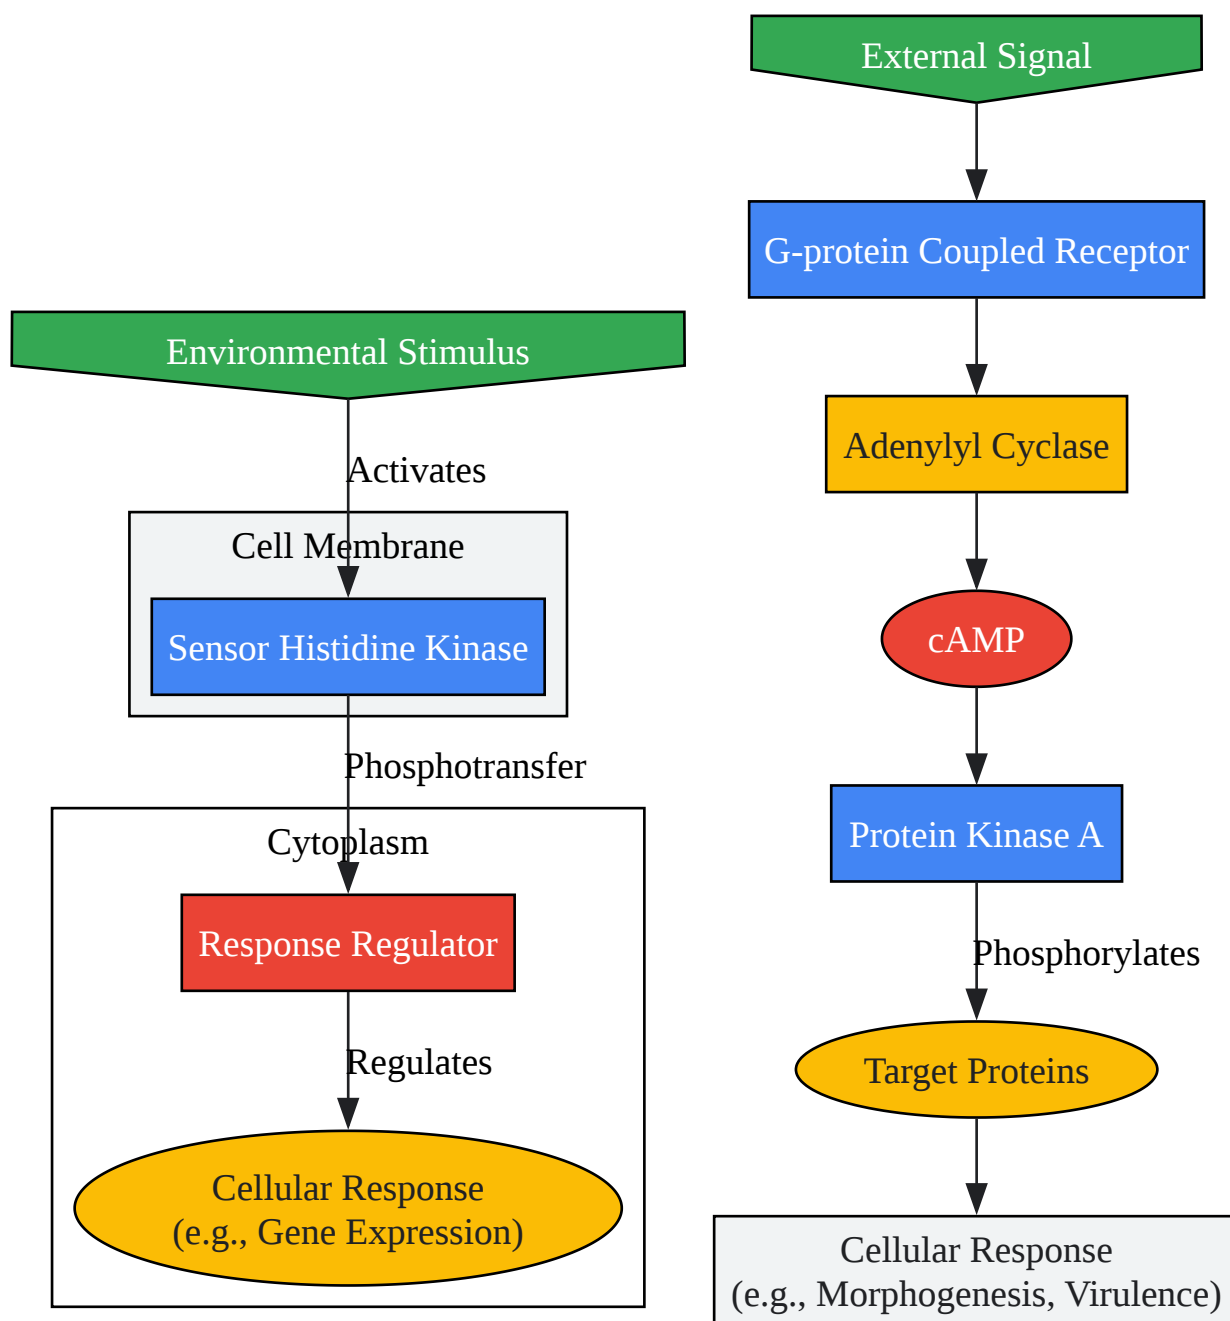 Environmental Stimulus
Activates
Cell Membrane
Sensor Histidine Kinase
Phosphotransfer
Cytoplasm
Response Regulator
Regulates
Cellular Response
(e.g., Gene Expression)
External Signal
G-protein Coupled Receptor
Adenylyl Cyclase
cAMP
Protein Kinase A
Phosphorylates
Target Proteins
Cellular Response
(e.g., Morphogenesis, Virulence)